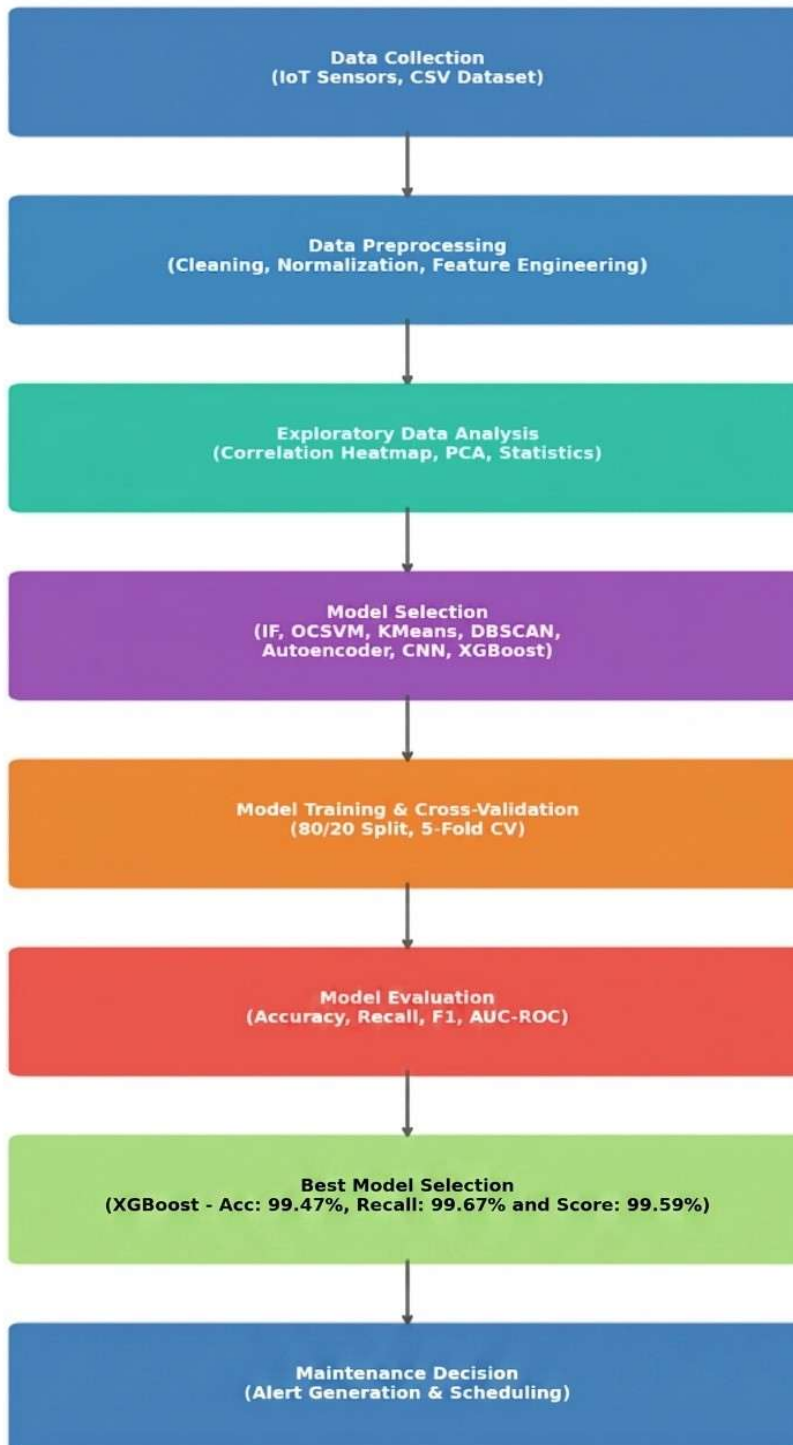 Data Collection
(IoT Sensors, CSV Dataset)
Data Preprocessing
(Cleaning, Normalization, Feature Engineering)
Exploratory Data Analysis
(Correlation Heatmap, PCA, Statistics)
Model Selection
(IF, OCSVM, KMeans, DBSCAN,
Autoencoder, CNN, XGBoost)
Model Training & Cross-Validation
(80/20 Split, 5-Fold CV)
Model Evaluation
(Accuracy, Recall, F1, AUC-ROC)
Best Model Selection
(XGBoost - Acc: 99.47%, Recall: 99.67% and Score: 99.59%)
Maintenance Decision
(Alert Generation & Scheduling)